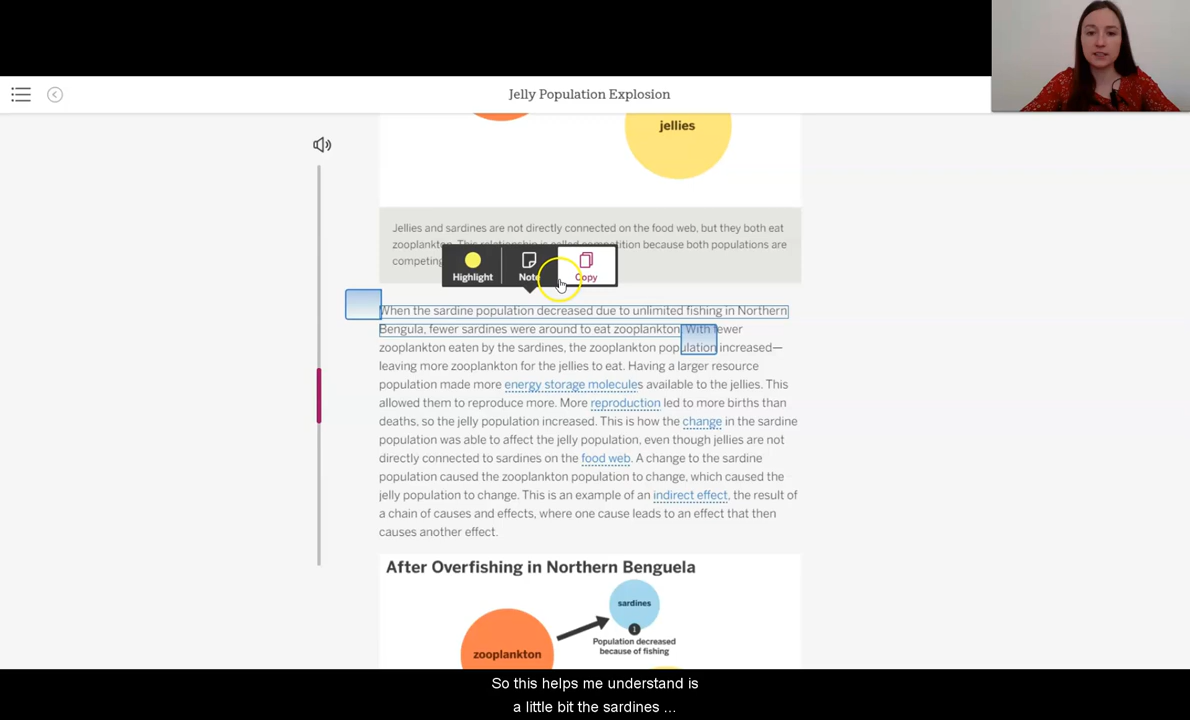 Jelly Population Explosion
jellies
Jellies and sardines are not directly connected on the food web, but they both eat
zooplankton. This relationship is called competition because both populations are
competing
Highlight
Note
Copy
When the sardine population decreased due to unlimited fishing in Northern
Bengula, fewer sardines were around to eat zooplankton. With fewer
zooplankton eaten by the sardines, the zooplankton population increased—
leaving more zooplankton for the jellies to eat. Having a larger resource
population made more energy storage molecules available to the jellies. This
allowed them to reproduce more. More reproduction led to more births than
deaths, so the jelly population increased. This is how the change in the sardine
population was able to affect the jelly population, even though jellies are not
directly connected to sardines on the food web. A change to the sardine
population caused the zooplankton population to change, which caused the
jelly population to change. This is an example of an indirect effect, the result of
a chain of causes and effects, where one cause leads to an effect that then
causes another effect.
After Overfishing in Northern Benguela
sardines
1
Population decreased
because of fishing
zooplankton
So this helps me understand is
a little bit the sardines ...